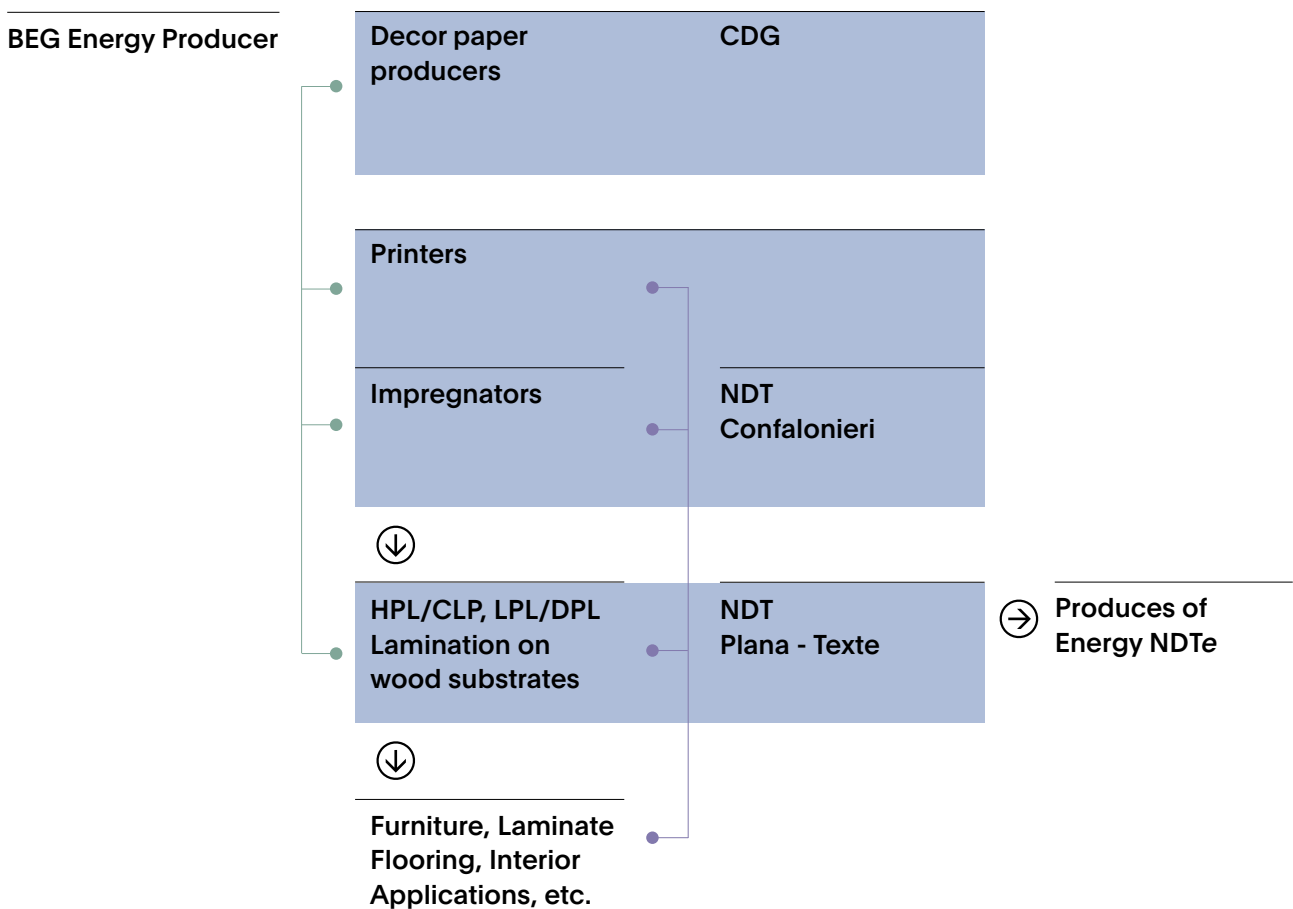 BEG Energy Producer
Decor paper
producers
CDG
Printers
Impregnators
NDT
Confalonieri
HPL/CLP, LPL/DPL
Lamination on
wood substrates
NDT
Plana - Texte
Produces of
Energy NDTe
Furniture, Laminate
Flooring, Interior
Applications, etc.